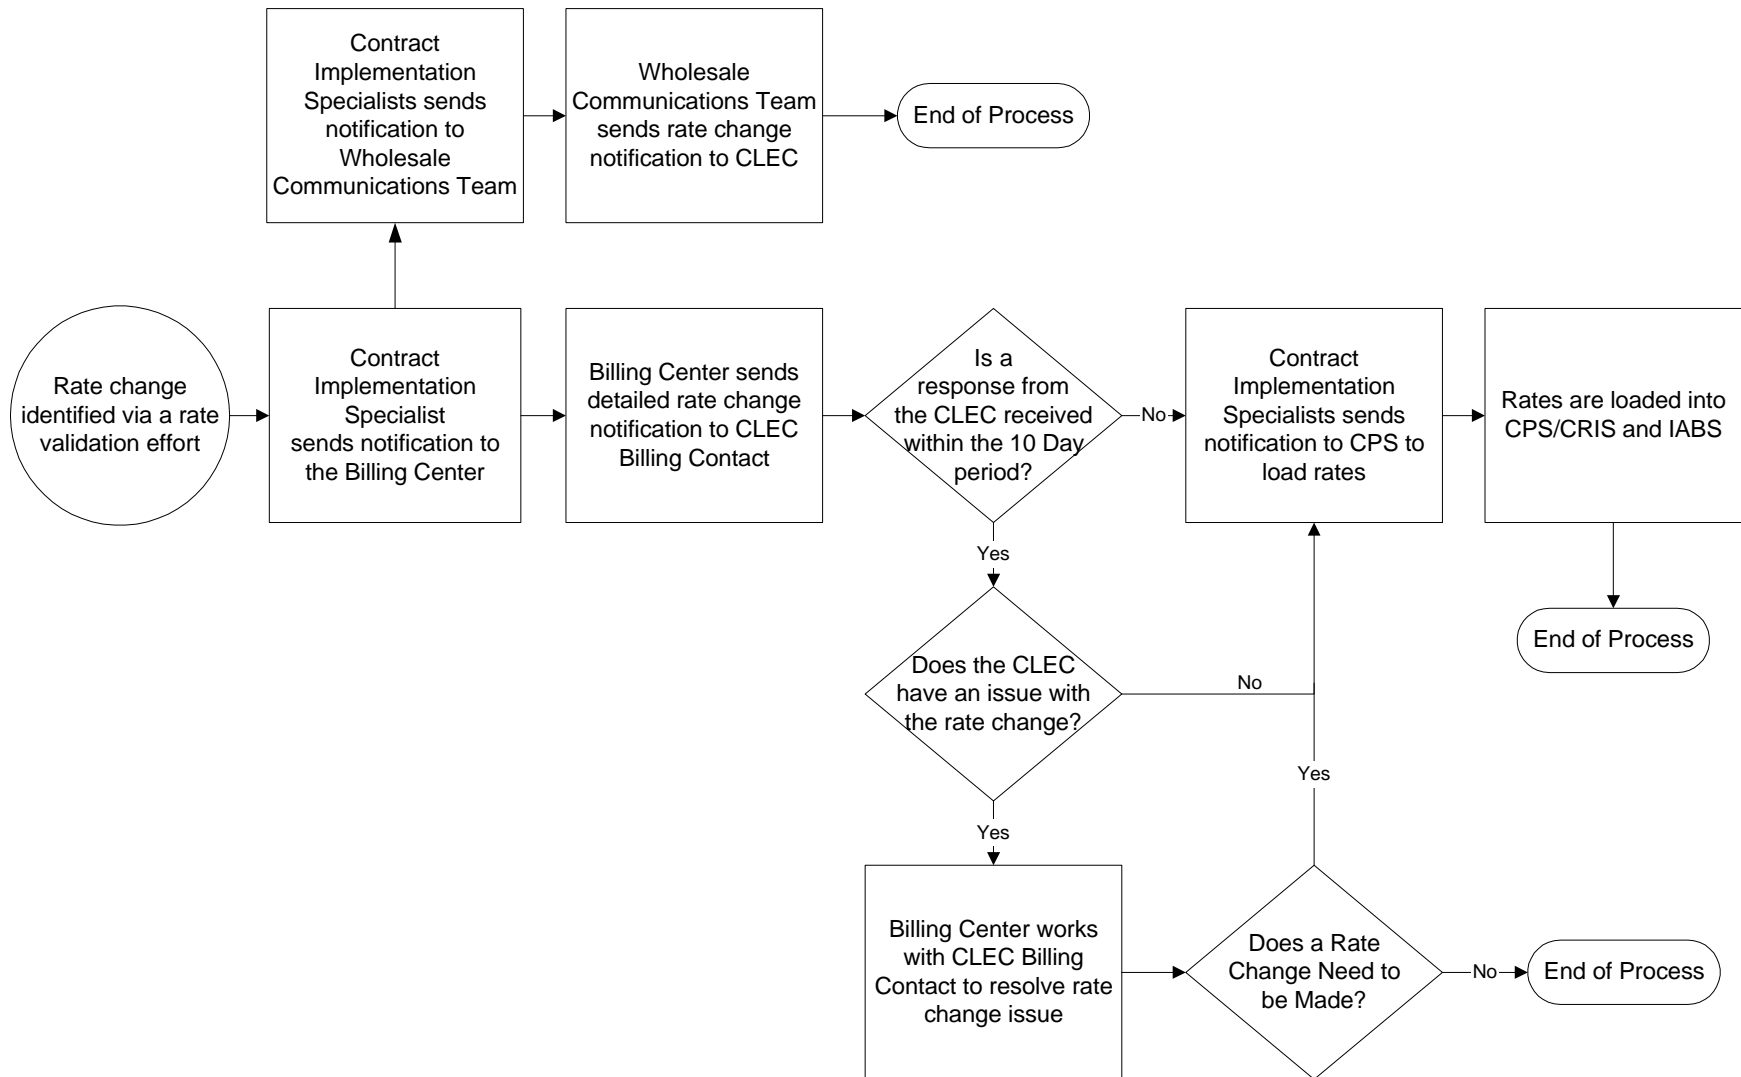 Contract
Implementation
Specialists sends
notification to
Wholesale
Communications Team
Wholesale
Communications Team
sends rate change
notification to CLEC
End of Process
Rate change
identified via a rate
validation effort
Contract
Implementation
Specialist
sends notification to
the Billing Center
Billing Center sends
detailed rate change
notification to CLEC
Billing Contact
Is a
response from
the CLEC received
within the 10 Day
period?
No
Contract
Implementation
Specialists sends
notification to CPS to
load rates
Rates are loaded into
CPS/CRIS and IABS
Yes
End of Process
Does the CLEC
have an issue with
the rate change?
No
Yes
Yes
Billing Center works
with CLEC Billing
Contact to resolve rate
change issue
Does a Rate
Change Need to
be Made?
No
End of Process